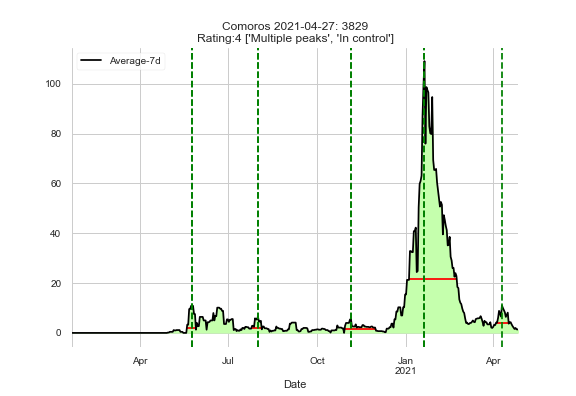 Comoros 2021-04-27: 3829
Rating:4 ['Multiple peaks', 'In control']
Average-7d
100
80
60
40
20
0
Apr
Jul
Oct
Jan
2021
Apr
Date